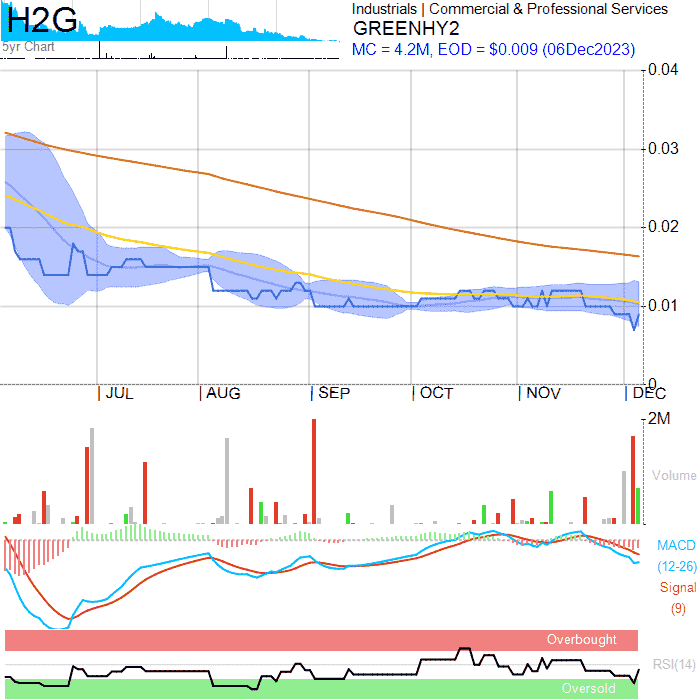 H2G
5yr Chart
Industrials | Commercial & Professional Services
GREENHY2
MC = 4.2M, EOD = $0.009 (06Dec2023)
0.04
0.03
0.02
0.01
0
JUL AUG SEP OCT NOV DEC
2M
Volume
MACD
(12-26)
Signal
(9)
Overbought
RSI(14)
Oversold